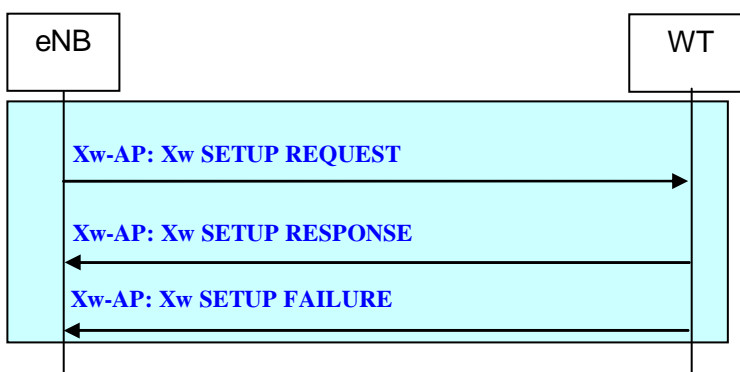 eNB
WT
Xw-AP: Xw SETUP REQUEST
Xw-AP: Xw SETUP RESPONSE
Xw-AP: Xw SETUP FAILURE